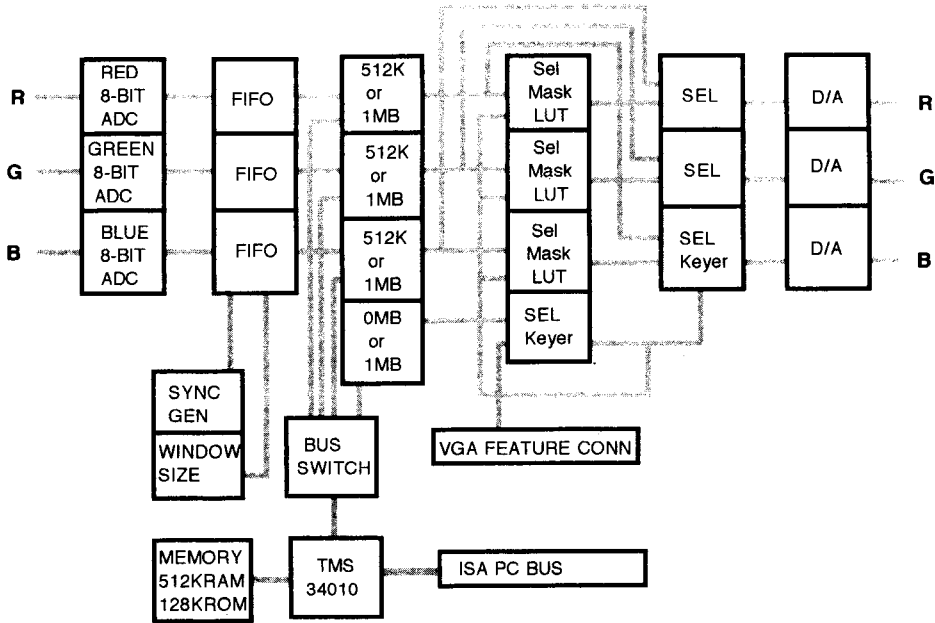 RED
8-BIT
ADC
GREEN
8-BIT
ADC
BLUE
8-BIT
ADC
R
G
B
FIFO
FIFO
FIFO
512K
or
1MB
512K
or
1MB
512K
or
1MB
0MB
or
1MB
Sel
Mask
LUT
Sel
Mask
LUT
Sel
Mask
LUT
SEL
Keyer
SEL
SEL
SEL
Keyer
D/A
D/A
D/A
R
G
B
SYNC
GEN
WINDOW
SIZE
BUS
SWITCH
VGA FEATURE CONN
MEMORY
512KRAM
128KROM
TMS
34010
ISA PC BUS